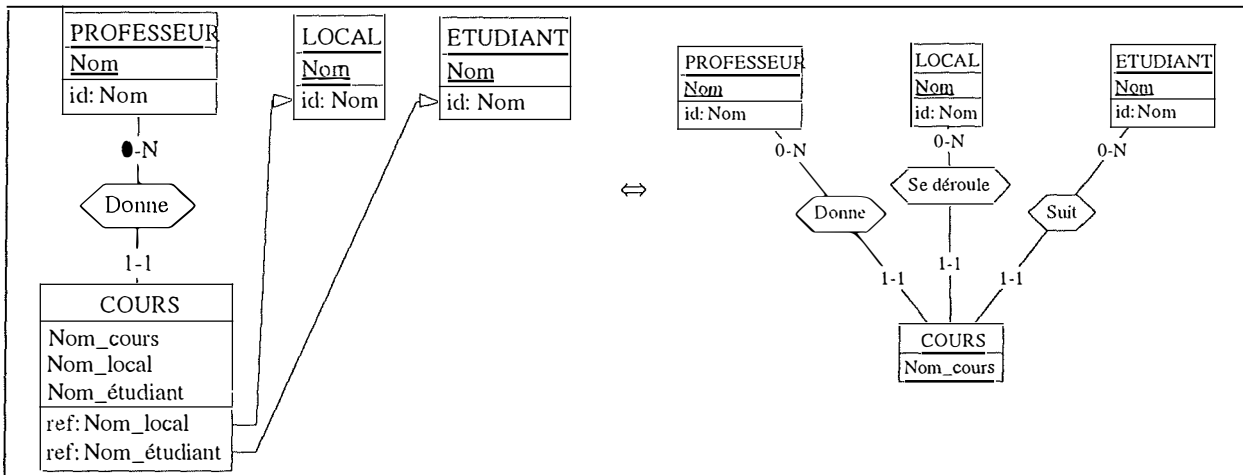 PROFESSEUR
Nom
id: Nom
LOCAL
Nom
id: Nom
ETUDIANT
Nom
id: Nom
0-N
Donne
1-1
COURS
Nom_cours
Nom_local
Nom_étudiant
ref: Nom_local
ref: Nom_étudiant
⇔
PROFESSEUR
Nom
id: Nom
LOCAL
Nom
id: Nom
ETUDIANT
Nom
id: Nom
0-N
0-N
0-N
Donne
Se déroule
Suit
1-1
1-1
1-1
COURS
Nom_cours